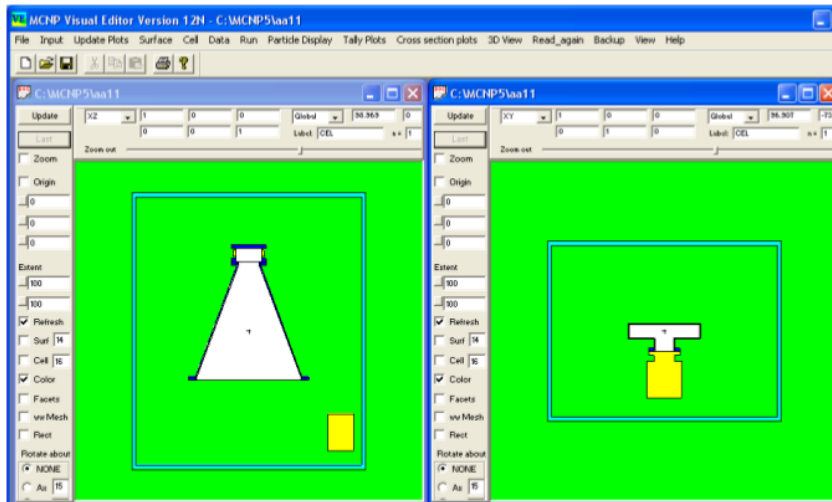 MCNP Visual Editor Version 12N - C:\MCNP5\aa11
File Input Update Plots Surface Cell Data Run Particle Display Tally Plots Cross section plots 3D View Read_again Backup View Help
C:\MCNP5\aa11
Update XZ 1 0 0 Global 98.969 0
Last 0 0 1 Label: CEL n = 1
Zoom out
Zoom
Origin
0
0
0
Extent
100
100
Refresh
Surf 14
Cell 16
Color
Facets
ww Mesh
Rect
Rotate about
NONE
Ax 15
C:\MCNP5\aa11
Update XY 1 0 0 Global 96.907
Last 0 1 0 Label: CEL n = 1
Zoom out
Zoom
Origin
0
0
0
Extent
100
100
Refresh
Surf 14
Cell 16
Color
Facets
ww Mesh
Rect
Rotate about
NONE
Ax 15